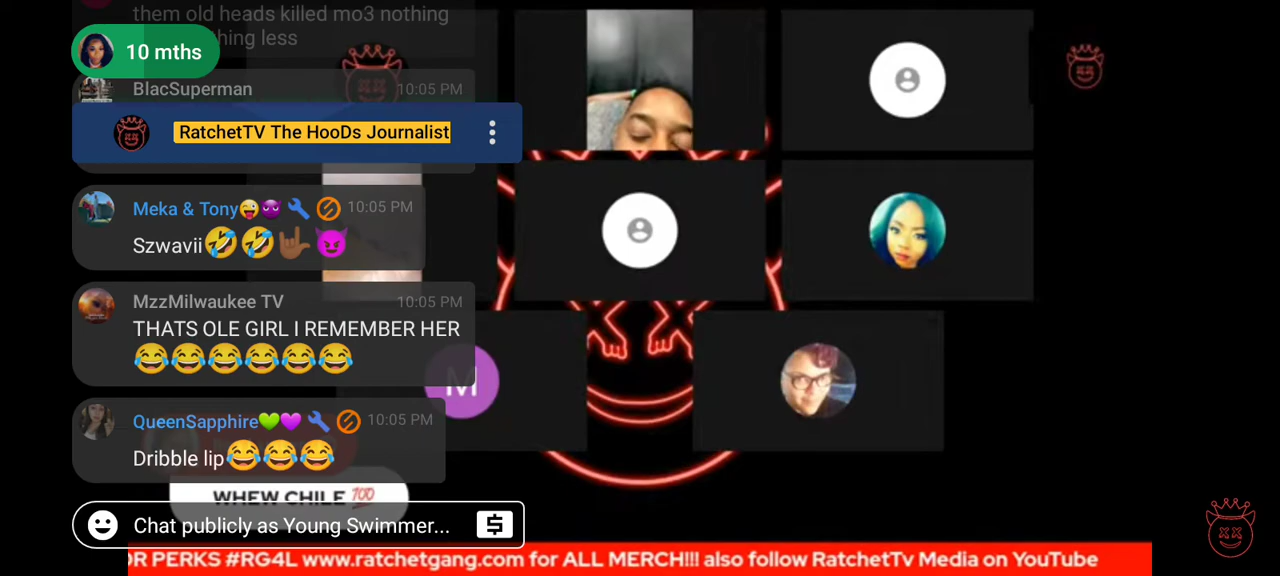 them old heads killed mo3 nothing
hing less
10 mths
BlacSuperman 10:05 PM
RatchetTV The HooDs Journalist
Meka & Tony😜😈 10:05 PM
Szwavii🤣🤣🤟🏾😈
MzzMilwaukee TV 10:05 PM
THATS OLE GIRL I REMEMBER HER
😂😂😂😂😂😂
M
QueenSapphire💚💜 10:05 PM
Dribble lip😂😂😂
WHEW CHILE 💯
Chat publicly as Young Swimmer...
OR PERKS #RG4L www.ratchetgang.com for ALL MERCH!!! also follow RatchetTv Media on YouTube